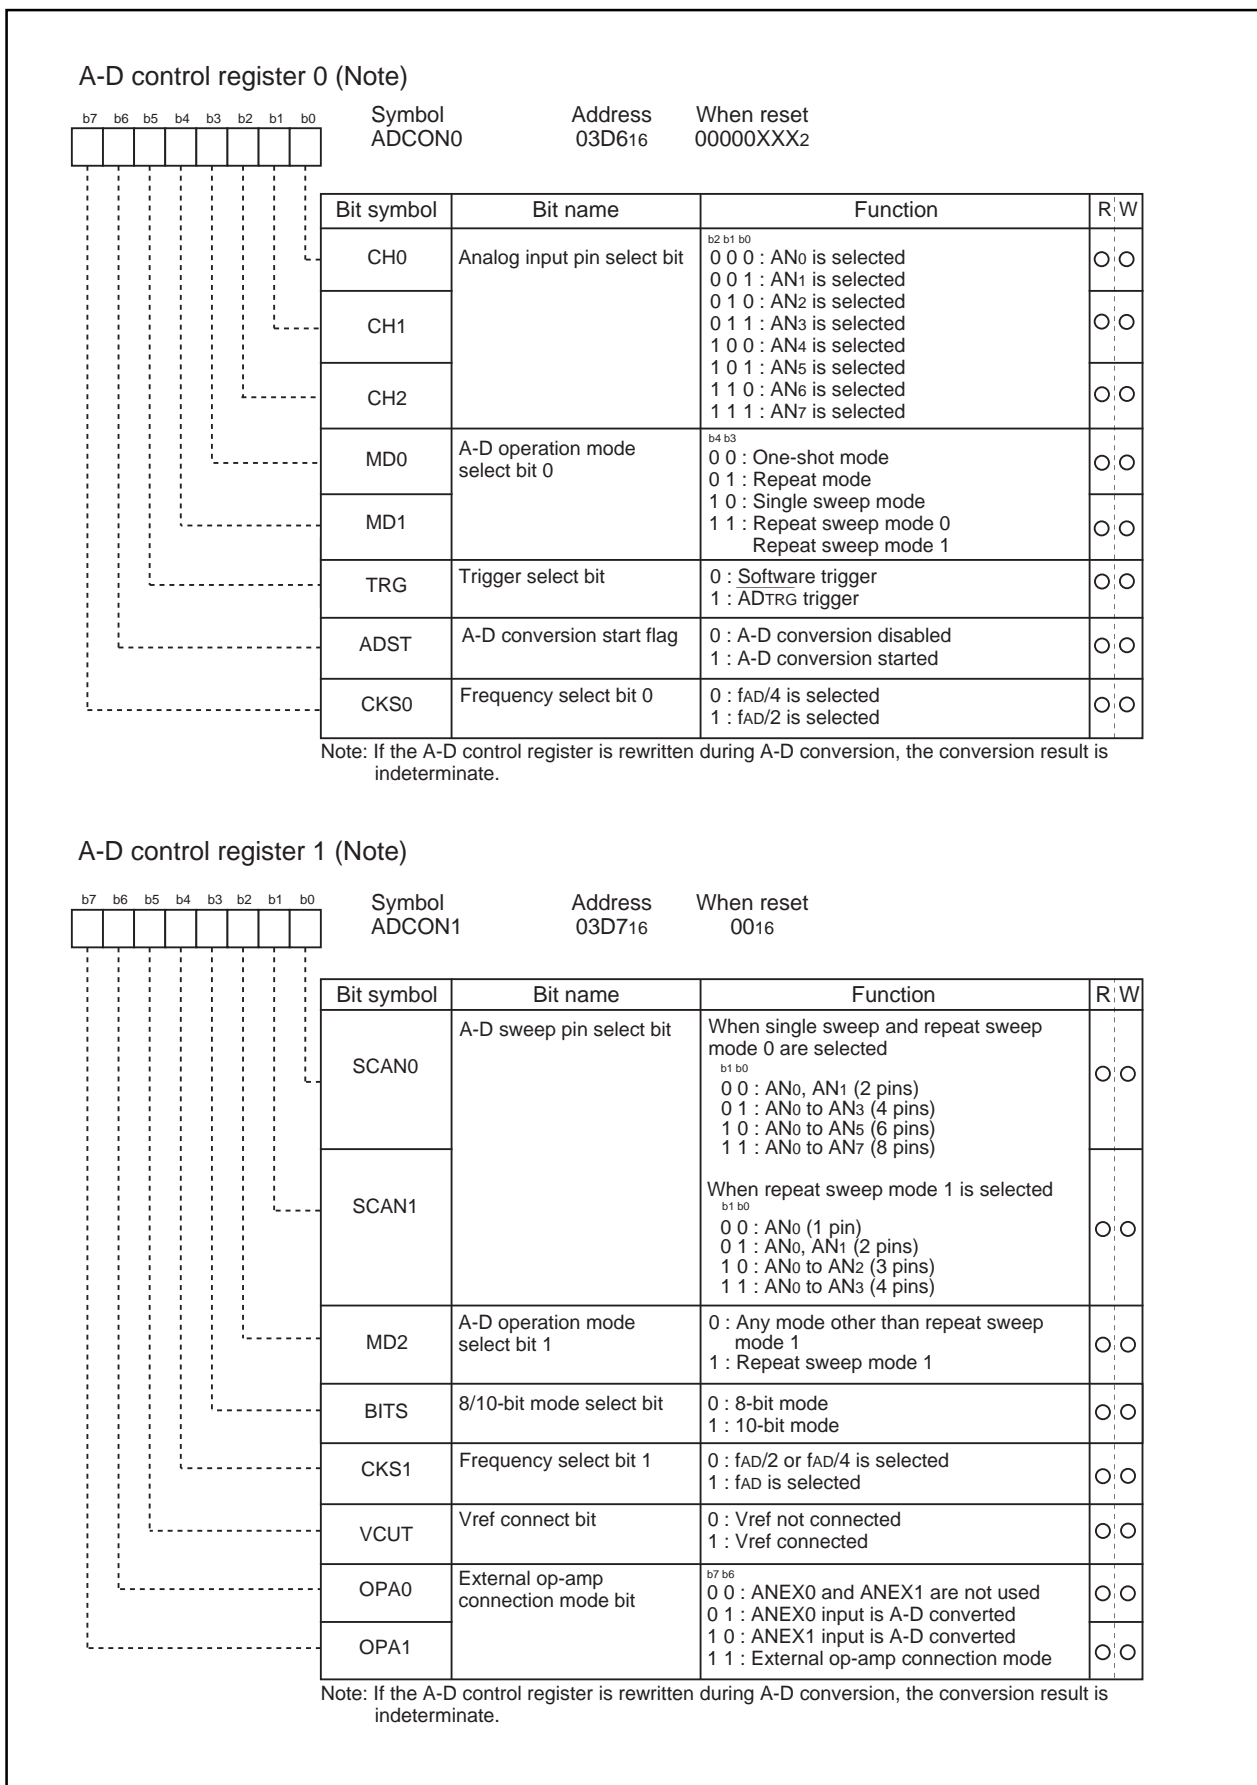 A-D control register 0 (Note)
b7 b6 b5 b4 b3 b2 b1 b0
Symbol Address When reset
ADCON0 03D616 00000XXX2
Bit symbol Bit name Function R W
CH0 Analog input pin select bit
b2 b1 b0
0 0 0 : AN0 is selected
0 0 1 : AN1 is selected
0 1 0 : AN2 is selected
0 1 1 : AN3 is selected
1 0 0 : AN4 is selected
1 0 1 : AN5 is selected
1 1 0 : AN6 is selected
1 1 1 : AN7 is selected
CH1
CH2
MD0 A-D operation mode
select bit 0
b4 b3
0 0 : One-shot mode
0 1 : Repeat mode
1 0 : Single sweep mode
1 1 : Repeat sweep mode 0
Repeat sweep mode 1
MD1
TRG Trigger select bit
0 : Software trigger
1 : ADTRG trigger
ADST A-D conversion start flag
0 : A-D conversion disabled
1 : A-D conversion started
CKS0 Frequency select bit 0
0 : fAD/4 is selected
1 : fAD/2 is selected
Note: If the A-D control register is rewritten during A-D conversion, the conversion result is
indeterminate.
A-D control register 1 (Note)
b7 b6 b5 b4 b3 b2 b1 b0
Symbol Address When reset
ADCON1 03D716 0016
Bit symbol Bit name Function R W
SCAN0 A-D sweep pin select bit
When single sweep and repeat sweep
mode 0 are selected
b1 b0
0 0 : AN0, AN1 (2 pins)
0 1 : AN0 to AN3 (4 pins)
1 0 : AN0 to AN5 (6 pins)
1 1 : AN0 to AN7 (8 pins)
SCAN1
When repeat sweep mode 1 is selected
b1 b0
0 0 : AN0 (1 pin)
0 1 : AN0, AN1 (2 pins)
1 0 : AN0 to AN2 (3 pins)
1 1 : AN0 to AN3 (4 pins)
MD2 A-D operation mode
select bit 1
0 : Any mode other than repeat sweep
mode 1
1 : Repeat sweep mode 1
BITS 8/10-bit mode select bit
0 : 8-bit mode
1 : 10-bit mode
CKS1 Frequency select bit 1
0 : fAD/2 or fAD/4 is selected
1 : fAD is selected
VCUT Vref connect bit
0 : Vref not connected
1 : Vref connected
OPA0 External op-amp
connection mode bit
b7 b6
0 0 : ANEX0 and ANEX1 are not used
0 1 : ANEX0 input is A-D converted
1 0 : ANEX1 input is A-D converted
1 1 : External op-amp connection mode
OPA1
Note: If the A-D control register is rewritten during A-D conversion, the conversion result is
indeterminate.